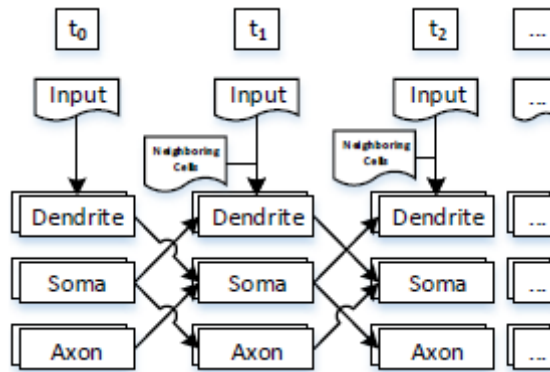 t₀ t₁ t₂ ...
Input Input Input ...
Neighboring
Cells
Neighboring
Cells
Dendrite Dendrite Dendrite ...
Soma Soma Soma ...
Axon Axon Axon ...